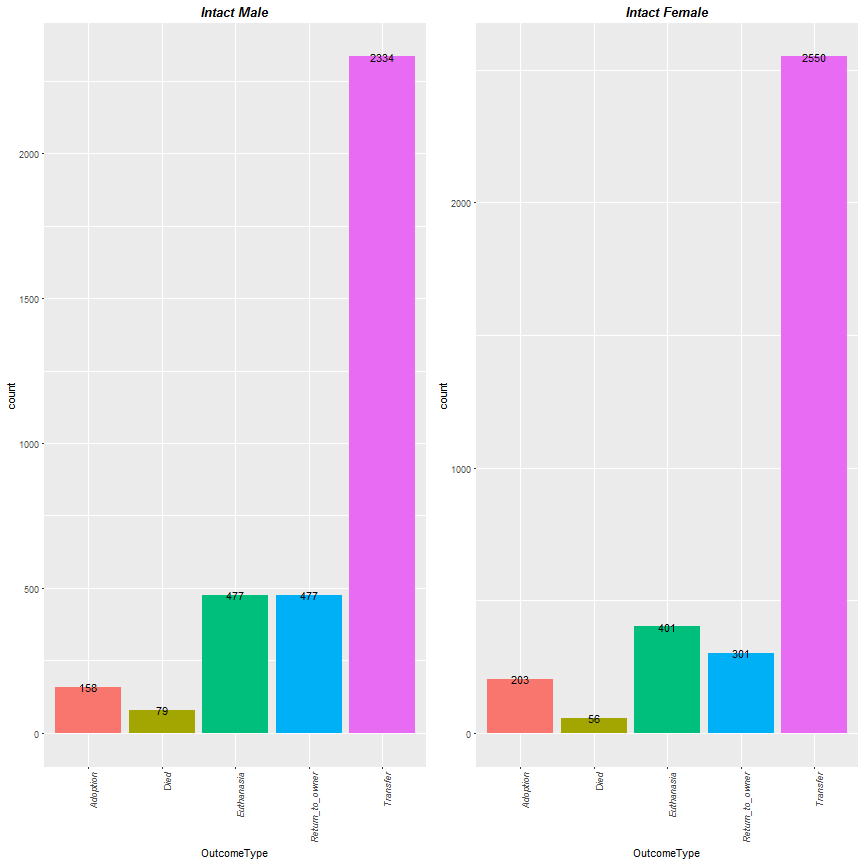 Intact Male
count
2000
1500
1000
500
0
2334
477
477
158
79
Adoption
Died
Euthanasia
Return_to_owner
Transfer
OutcomeType
Intact Female
count
2000
1000
0
2550
401
301
203
56
Adoption
Died
Euthanasia
Return_to_owner
Transfer
OutcomeType